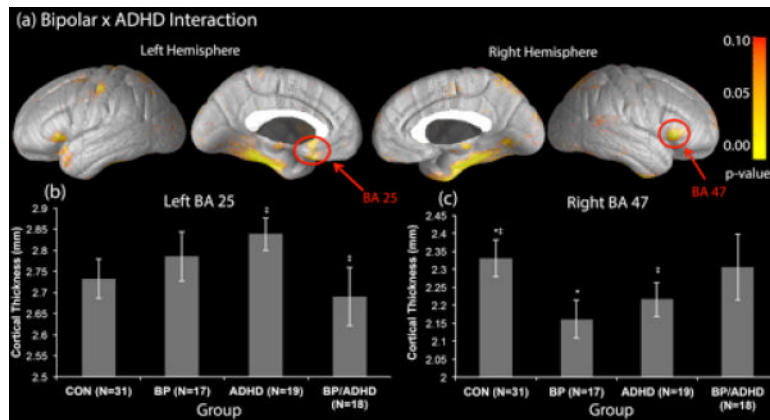 (a) Bipolar x ADHD Interaction
Left Hemisphere
Right Hemisphere
0.10
0.05
0.00
p-value
BA 25
BA 47
(b)
Left BA 25
Cortical Thickness (mm)
2.9
2.85
2.8
2.75
2.7
2.65
2.6
2.55
2.5
CON (N=31) BP (N=17) ADHD (N=19) BP/ADHD
(N=18)
Group
(c)
Right BA 47
Cortical Thickness (mm)
2.45
2.4
2.35
2.3
2.25
2.2
2.15
2.1
2.05
2
CON (N=31) BP (N=17) ADHD (N=19) BP/ADHD
(N=18)
Group